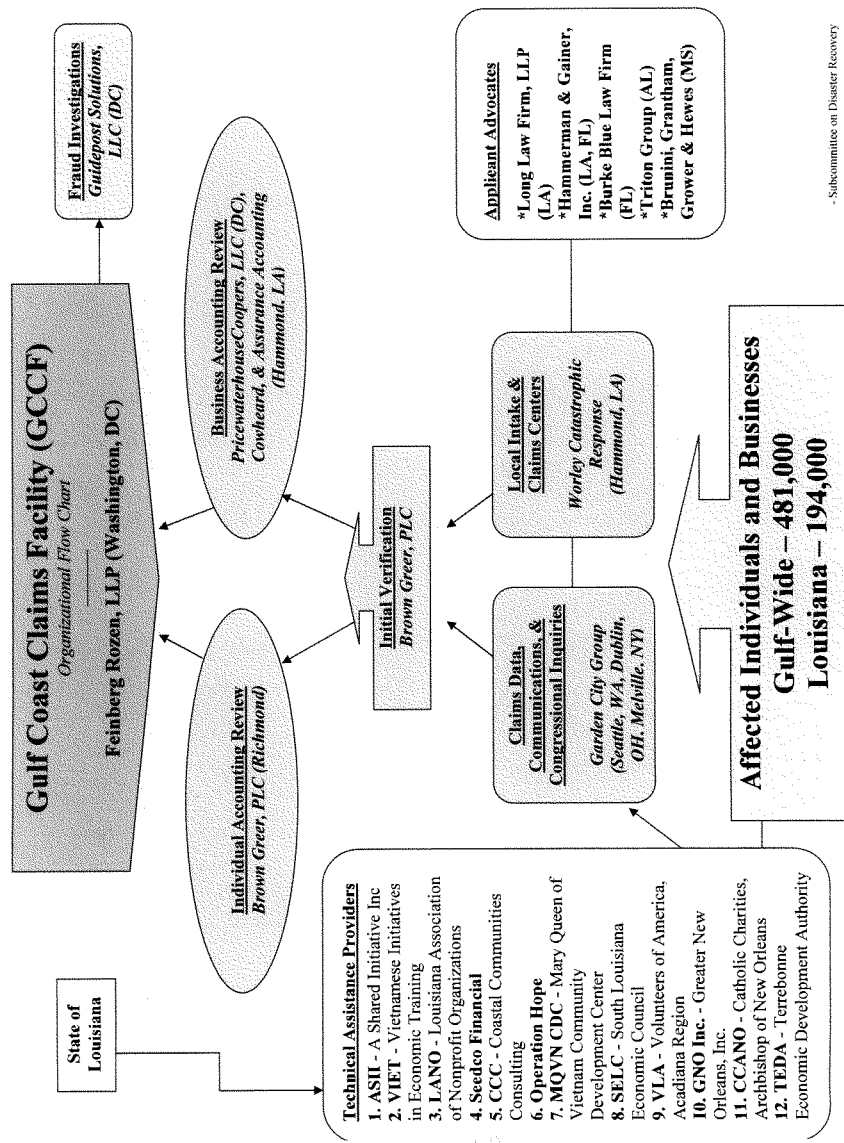 Gulf Coast Claims Facility (GCCF)
Organizational Flow Chart
Feinberg Rozen, LLP (Washington, DC)
State of
Louisiana
Fraud Investigations
Guidepost Solutions,
LLC (DC)
Individual Accounting Review
Brown Greer, PLC (Richmond)
Business Accounting Review
PricewaterhouseCoopers, LLC (DC),
Cowheard, & Assurance Accounting
(Hammond, LA)
Initial Verification
Brown Greer, PLC
Technical Assistance Providers
1. ASII - A Shared Initiative Inc
2. VIET - Vietnamese Initiatives
in Economic Training
3. LANO - Louisiana Association
of Nonprofit Organizations
4. Seedco Financial
5. CCC - Coastal Communities
Consulting
6. Operation Hope
7. MQVN CDC - Mary Queen of
Vietnam Community
Development Center
8. SELC - South Louisiana
Economic Council
9. VLA - Volunteers of America,
Acadiana Region
10. GNO Inc. - Greater New
Orleans, Inc.
11. CCANO - Catholic Charities,
Archbishop of New Orleans
12. TEDA - Terrebonne
Economic Development Authority
Claims Data,
Communications, &
Congressional Inquiries
Garden City Group
(Seattle, WA, Dublin,
OH. Melville. NY)
Local Intake &
Claims Centers
Worley Catastrophic
Response
(Hammond, LA)
Applicant Advocates
*Long Law Firm, LLP
(LA)
*Hammerman & Gainer,
Inc. (LA, FL)
*Burke Blue Law Firm
(FL)
*Triton Group (AL)
*Brunini, Grantham,
Grower & Hewes (MS)
Affected Individuals and Businesses
Gulf-Wide – 481,000
Louisiana – 194,000
- Subcommittee on Disaster Recovery